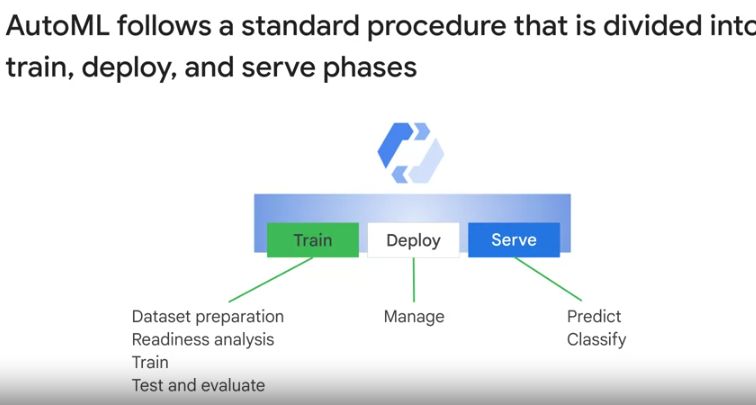 AutoML follows a standard procedure that is divided into
train, deploy, and serve phases
Train
Deploy
Serve
Dataset preparation
Readiness analysis
Train
Test and evaluate
Manage
Predict
Classify